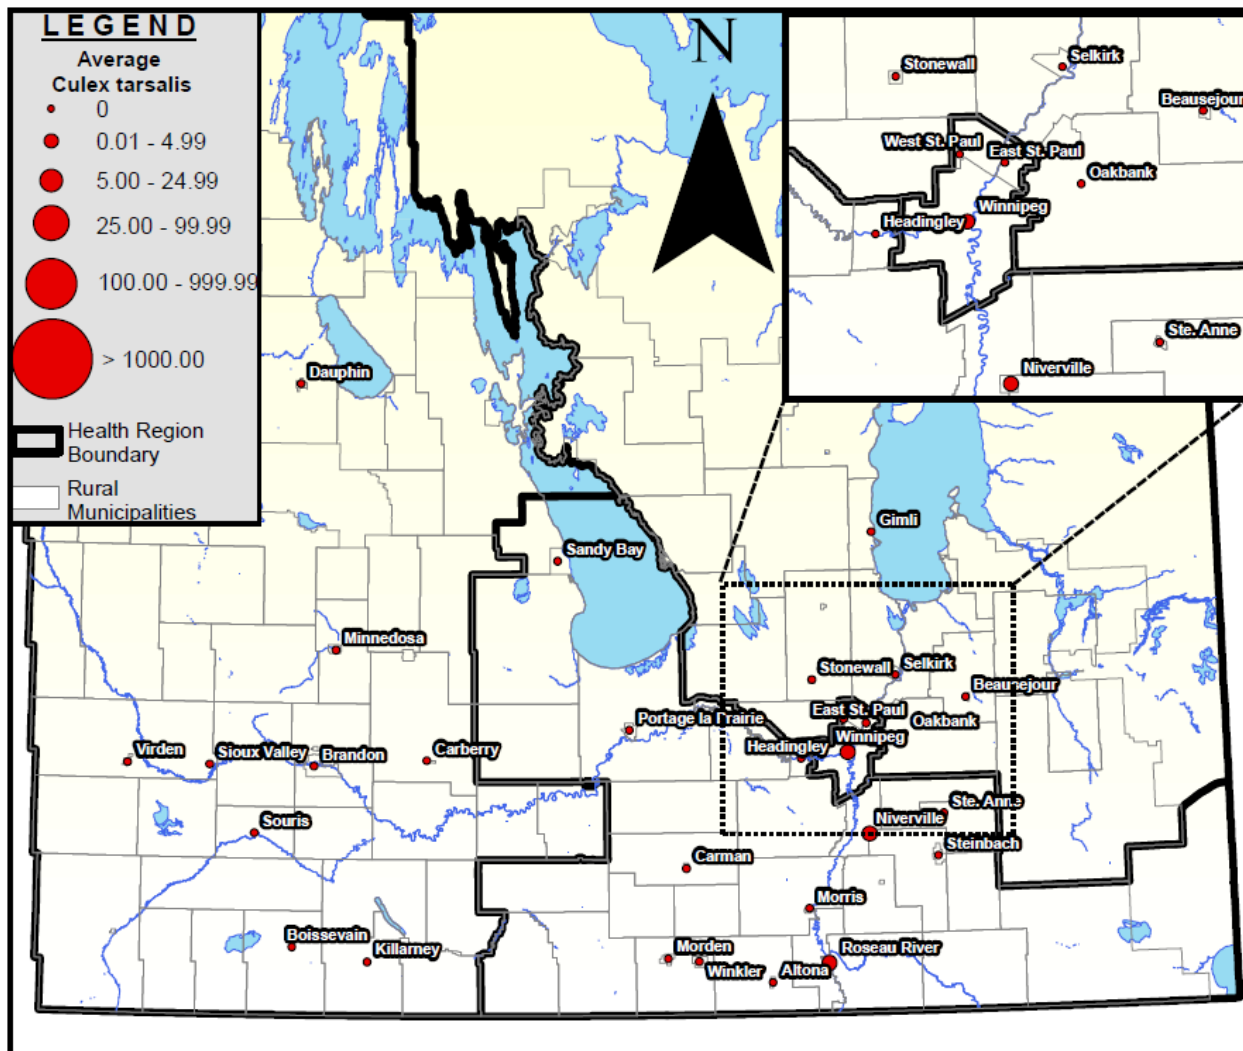 LEGEND
Average
Culex tarsalis
0
0.01 - 4.99
5.00 - 24.99
25.00 - 99.99
100.00 - 999.99
> 1000.00
Health Region
Boundary
Rural
Municipalities
N
Stonewall
Selkirk
Beausejour
West St. Paul
East St. Paul
Oakbank
Winnipeg
Headingley
Ste. Anne
Niverville
Dauphin
Gimli
Sandy Bay
Minnedosa
Stonewall
Selkirk
Beausejour
Portage la Prairie
East St. Paul
Oakbank
Winnipeg
Headingley
Virden
Sioux Valley
Brandon
Carberry
Souris
Ste. Anne
Niverville
Steinbach
Carman
Morris
Boissevain
Killarney
Morden
Winkler
Altona
Roseau River